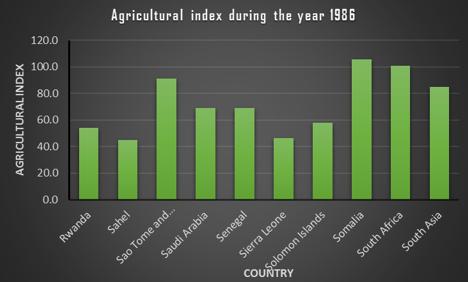 Agricultural index during the year 1986
120.0
100.0
80.0
60.0
40.0
20.0
0.0
AGRICULTURAL INDEX
Rwanda
Sahel
Sao Tome and...
Saudi Arabia
Senegal
Sierra Leone
Solomon Islands
Somalia
South Africa
South Asia
COUNTRY